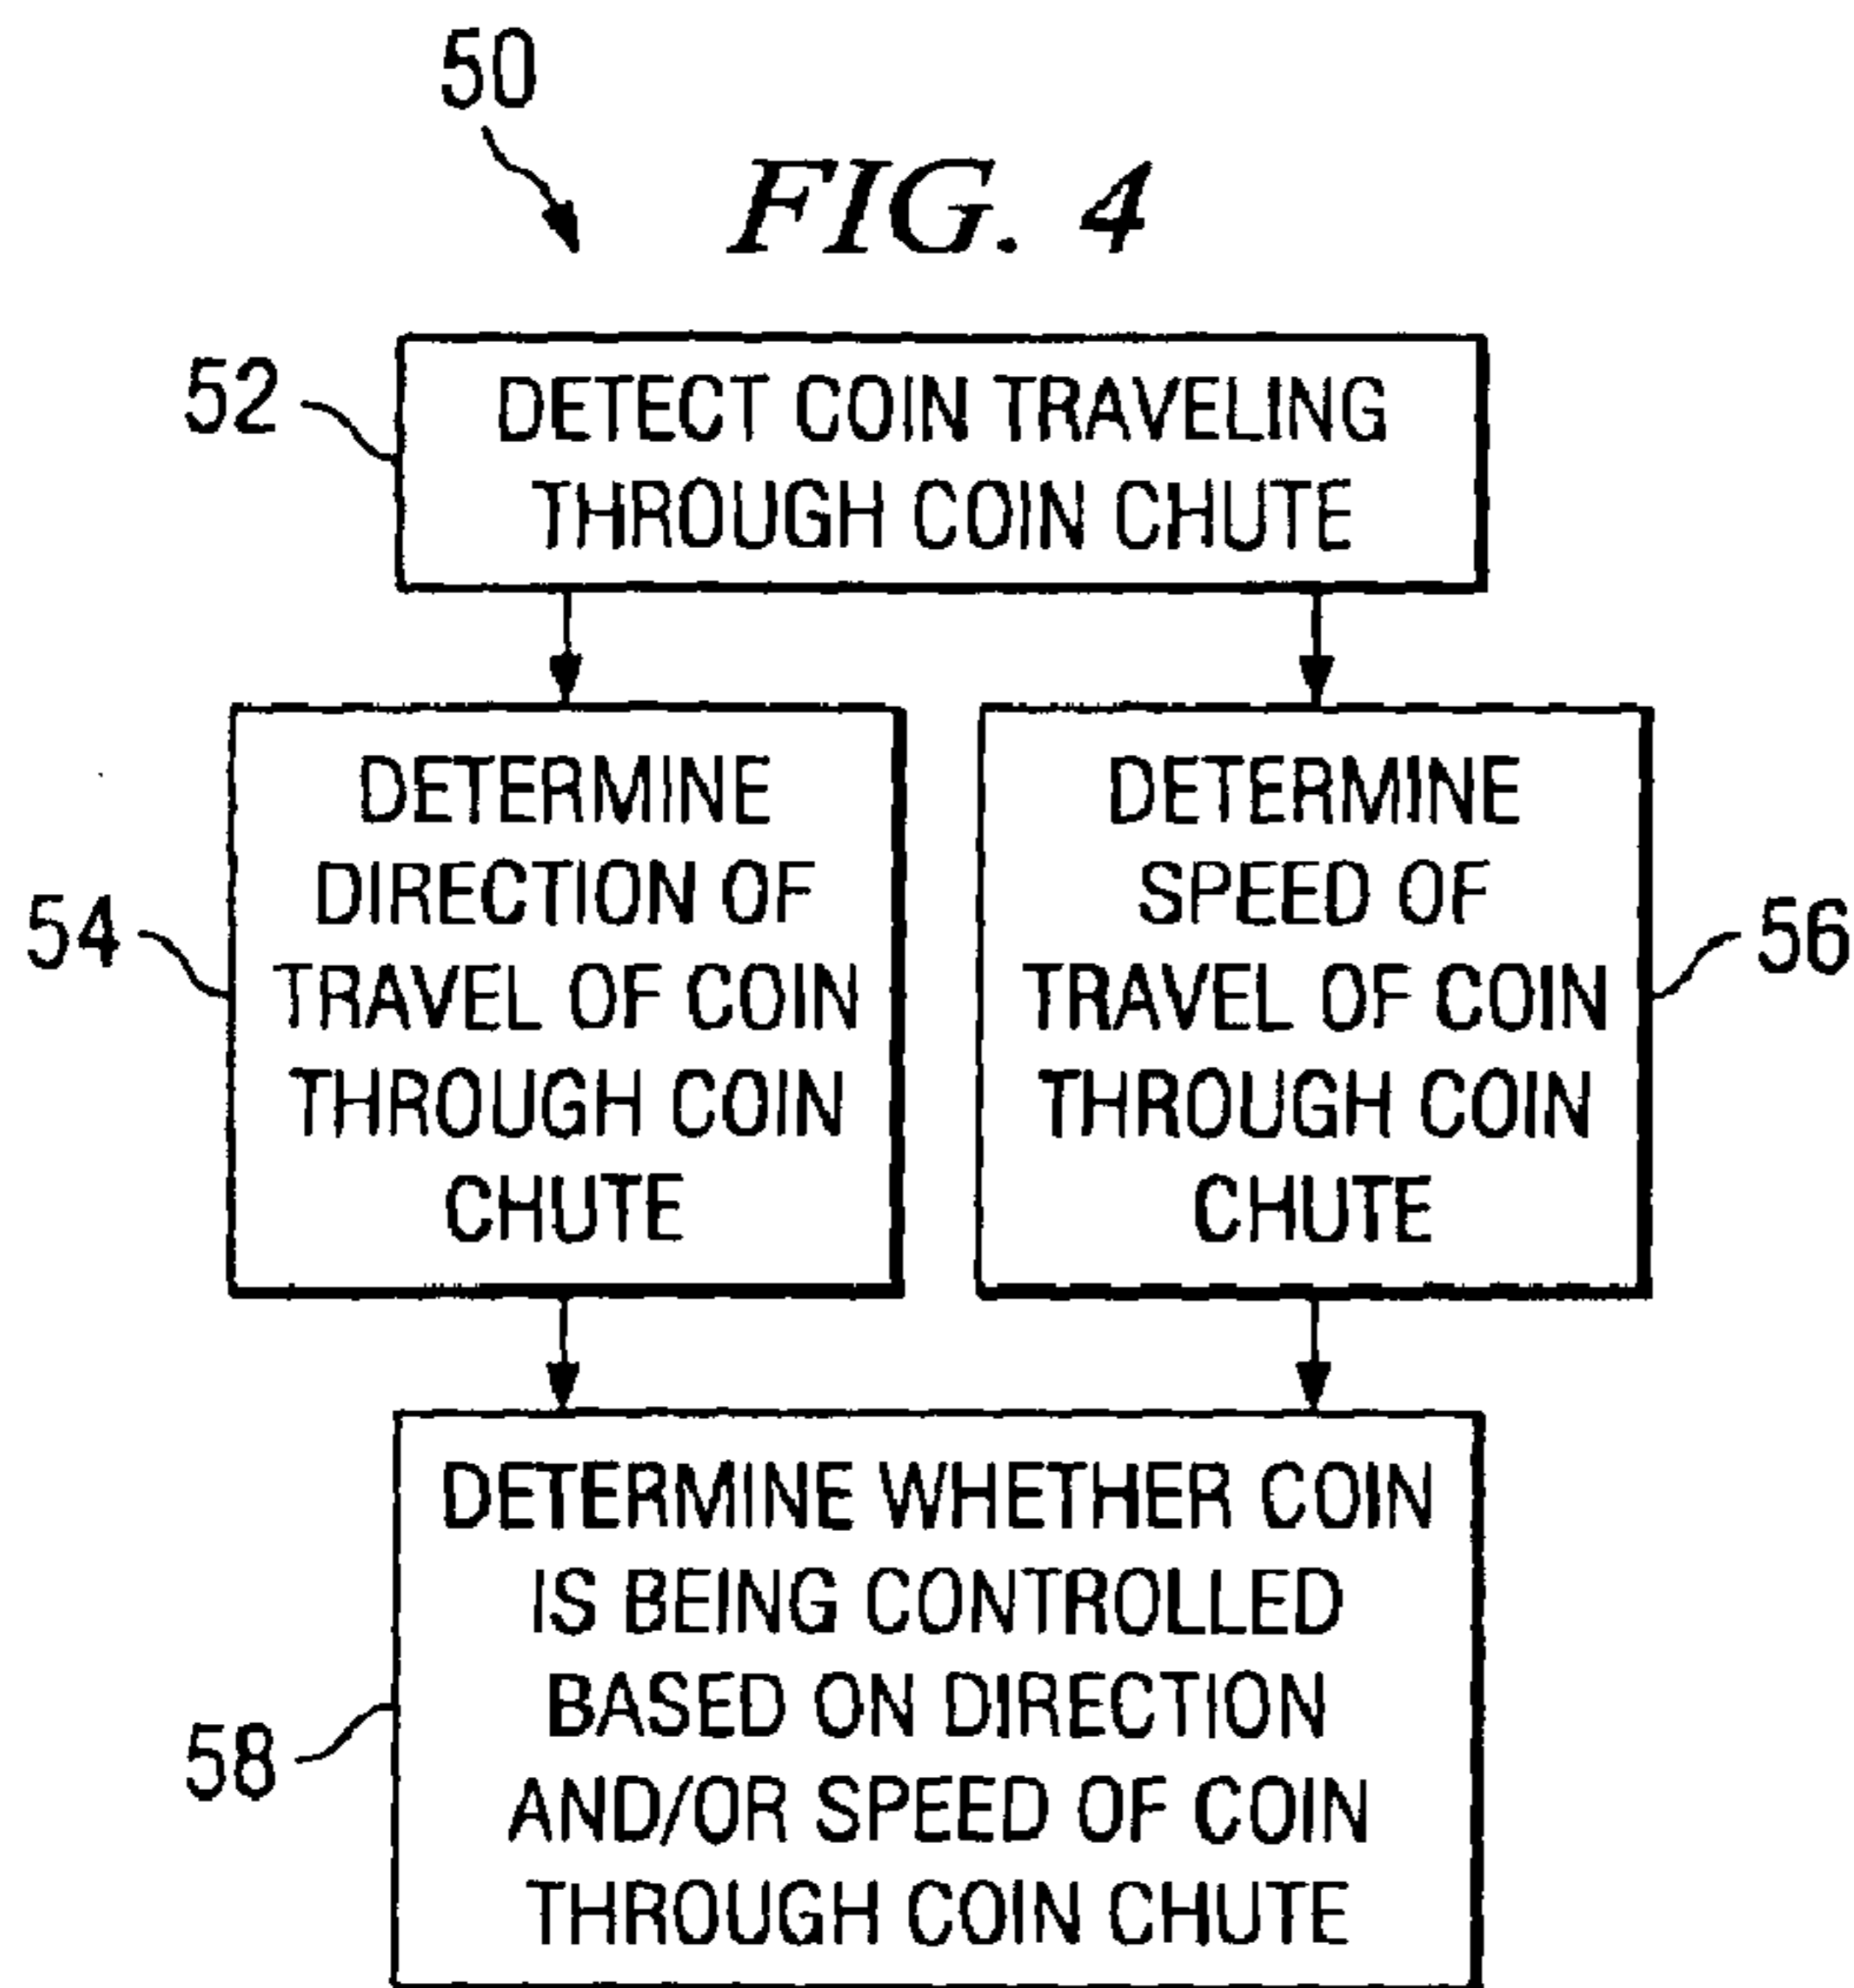 50
FIG. 4
52
DETECT COIN TRAVELING
THROUGH COIN CHUTE
54
DETERMINE
DIRECTION OF
TRAVEL OF COIN
THROUGH COIN
CHUTE
DETERMINE
SPEED OF
TRAVEL OF COIN
THROUGH COIN
CHUTE
56
58
DETERMINE WHETHER COIN
IS BEING CONTROLLED
BASED ON DIRECTION
AND/OR SPEED OF COIN
THROUGH COIN CHUTE